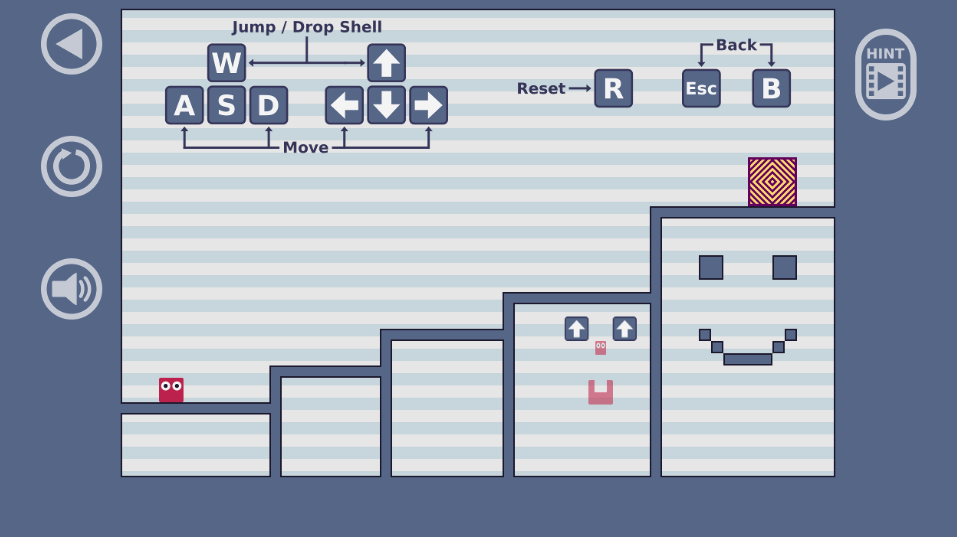 Jump / Drop Shell
W
A S D
Move
Reset R
Back
Esc B
HINT